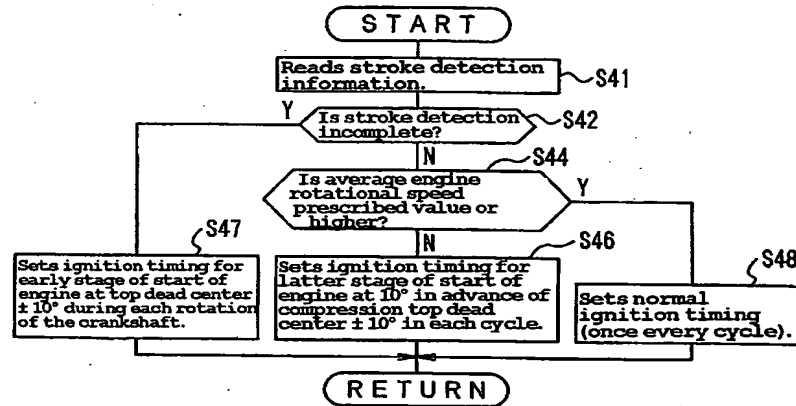 START
Reads stroke detection
information.
S41
Y
Is stroke detection
incomplete?
S42
N
S44
Is average engine
rotational speed
prescribed value or
higher?
Y
S47
N
S46
Sets ignition timing for
early stage of start of
engine at top dead center
± 10° during each rotation
of the crankshaft.
Sets ignition timing for
latter stage of start of
engine at 10° in advance of
compression top dead
center ± 10° in each cycle.
S48
Sets normal
ignition timing
(once every cycle).
RETURN